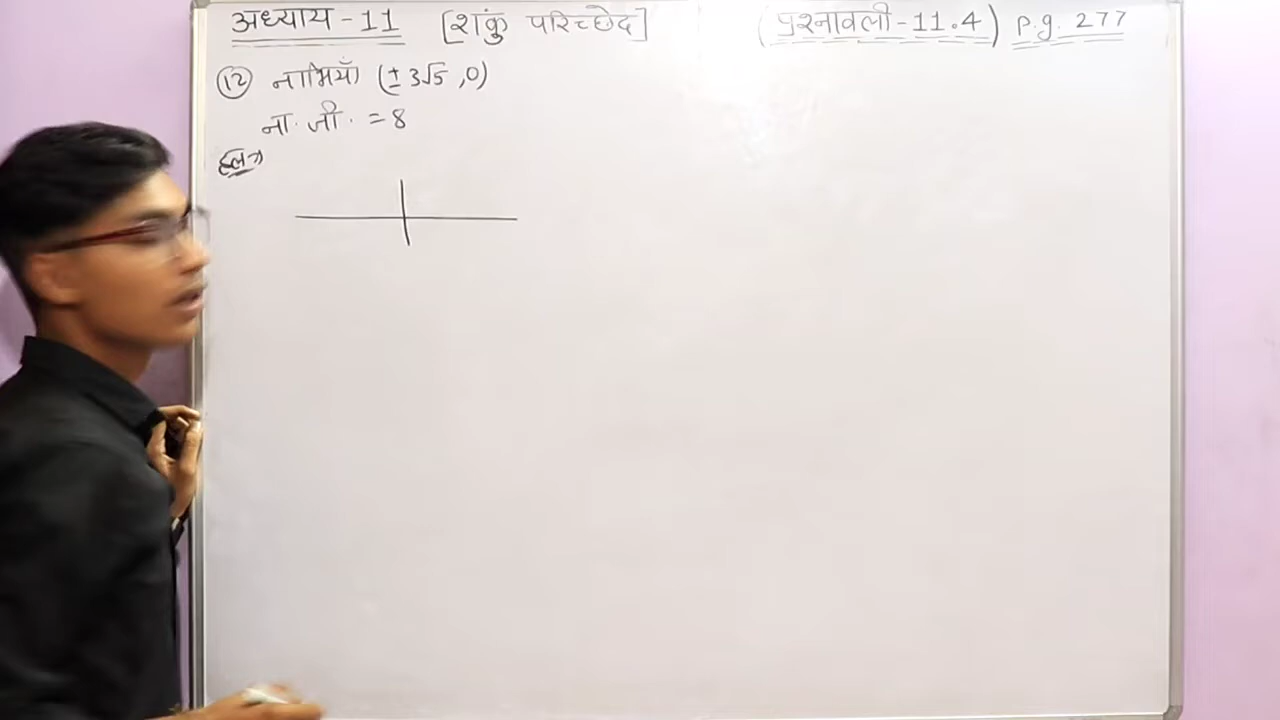 अध्याय - 11 [शंकु परिच्छेद] (प्रश्नावली - 11.4) p.g. 277
(12) नाभियाँ (± 3√5 , 0)
ना. जी. = 8
हल →